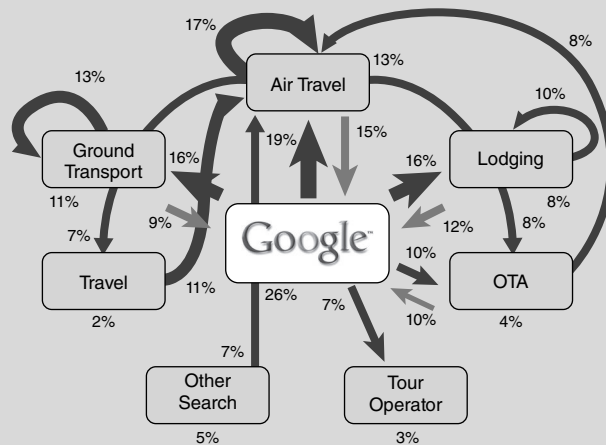 17%
8%
13%
Air Travel
13%
10%
Ground
Transport
16%
19%
15%
16%
Lodging
11%
8%
9%
12%
7%
8%
Google™
10%
Travel
11%
26%
7%
10%
OTA
2%
4%
7%
Other
Search
Tour
Operator
5%
3%